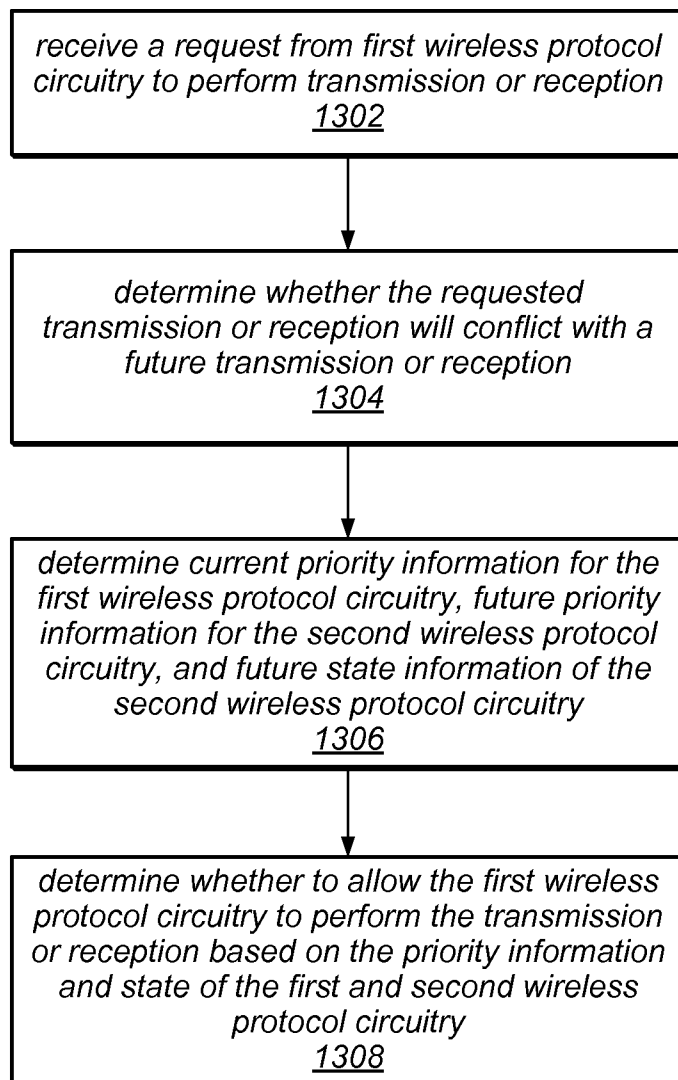 receive a request from first wireless protocol
circuitry to perform transmission or reception
1302
determine whether the requested
transmission or reception will conflict with a
future transmission or reception
1304
determine current priority information for the
first wireless protocol circuitry, future priority
information for the second wireless protocol
circuitry, and future state information of the
second wireless protocol circuitry
1306
determine whether to allow the first wireless
protocol circuitry to perform the transmission
or reception based on the priority information
and state of the first and second wireless
protocol circuitry
1308